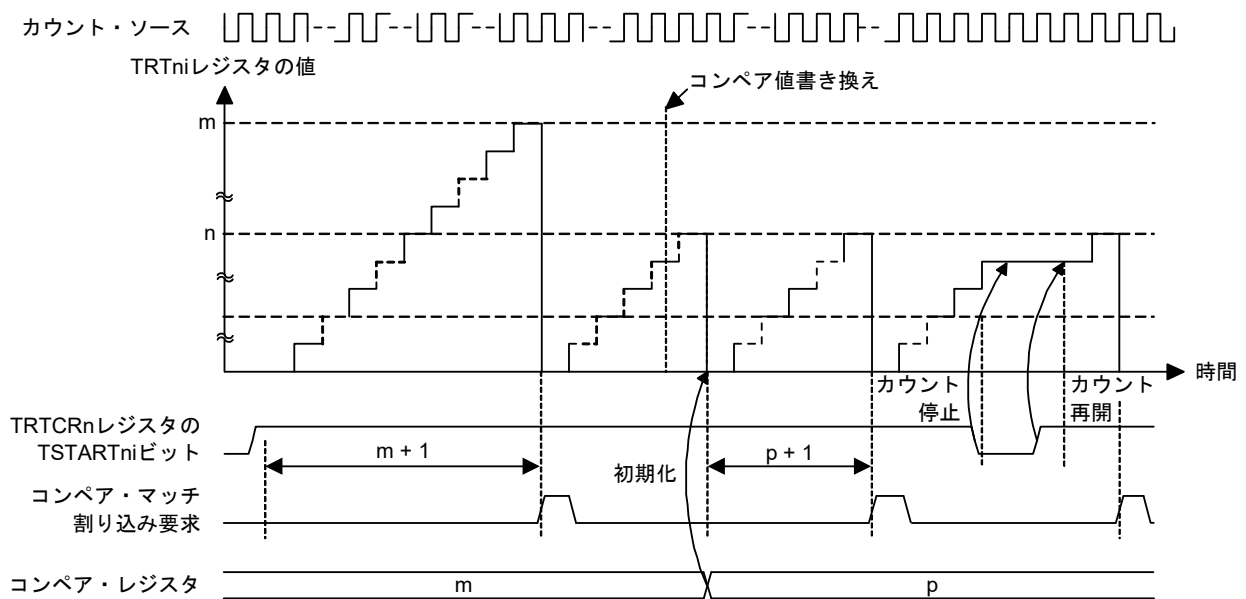 カウント・ソース
TRTniレジスタの値
コンペア値書き換え
m
n
時間
カウント
停止
カウント
再開
TRTCRnレジスタの
TSTARTniビット
m + 1
初期化
p + 1
コンペア・マッチ
割り込み要求
コンペア・レジスタ
m
p